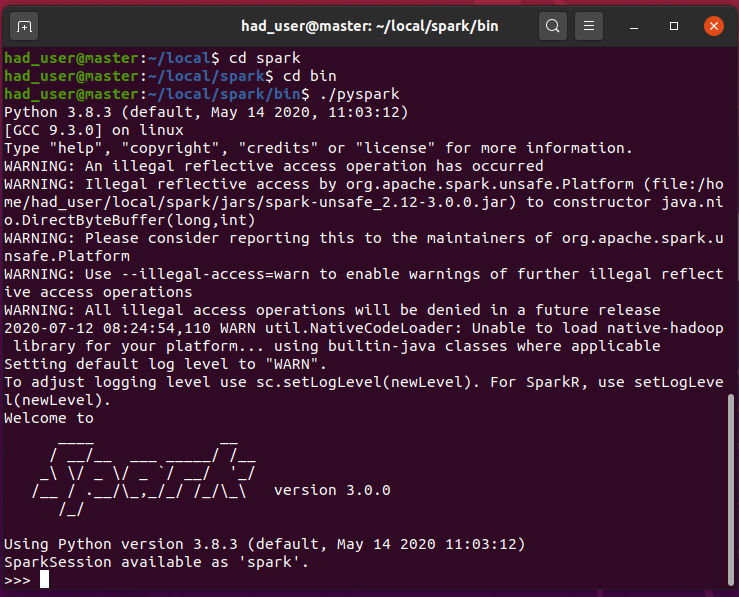 had_user@master: ~/local/spark/bin
had_user@master:~/local$ cd spark
had_user@master:~/local/spark$ cd bin
had_user@master:~/local/spark/bin$ ./pyspark
Python 3.8.3 (default, May 14 2020, 11:03:12)
[GCC 9.3.0] on linux
Type "help", "copyright", "credits" or "license" for more information.
WARNING: An illegal reflective access operation has occurred
WARNING: Illegal reflective access by org.apache.spark.unsafe.Platform (file:/ho
me/had_user/local/spark/jars/spark-unsafe_2.12-3.0.0.jar) to constructor java.ni
o.DirectByteBuffer(long,int)
WARNING: Please consider reporting this to the maintainers of org.apache.spark.u
nsafe.Platform
WARNING: Use --illegal-access=warn to enable warnings of further illegal reflect
ive access operations
WARNING: All illegal access operations will be denied in a future release
2020-07-12 08:24:54,110 WARN util.NativeCodeLoader: Unable to load native-hadoop
 library for your platform... using builtin-java classes where applicable
Setting default log level to "WARN".
To adjust logging level use sc.setLogLevel(newLevel). For SparkR, use setLogLeve
l(newLevel).
Welcome to
      ____              __
     / __/__  ___ _____/ /__
    _\ \/ _ \/ _ `/ __/  '_/
   /__ / .__/\_,_/_/ /_/\_\   version 3.0.0
      /_/
Using Python version 3.8.3 (default, May 14 2020 11:03:12)
SparkSession available as 'spark'.
>>>